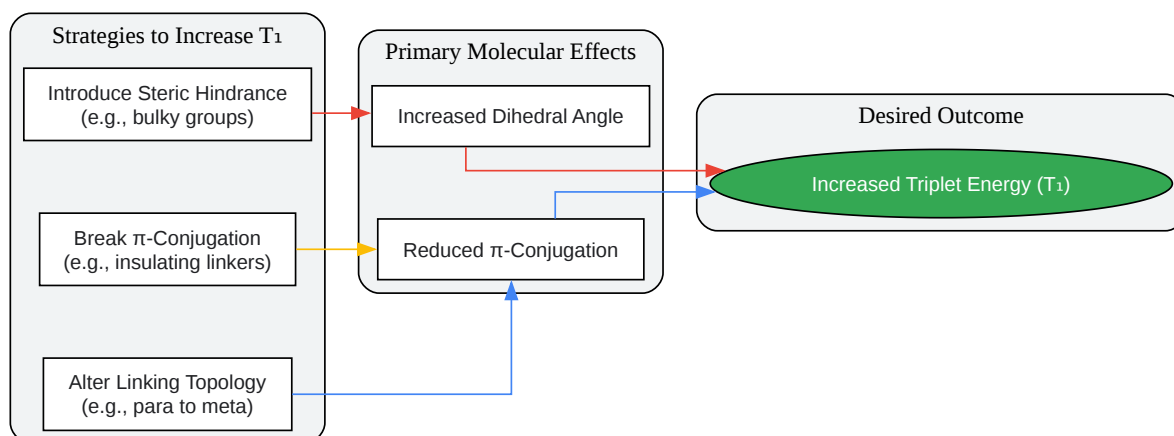 Strategies to Increase T₁
Introduce Steric Hindrance
(e.g., bulky groups)
Break π-Conjugation
(e.g., insulating linkers)
Alter Linking Topology
(e.g., para to meta)
Primary Molecular Effects
Increased Dihedral Angle
Reduced π-Conjugation
Desired Outcome
Increased Triplet Energy (T₁)